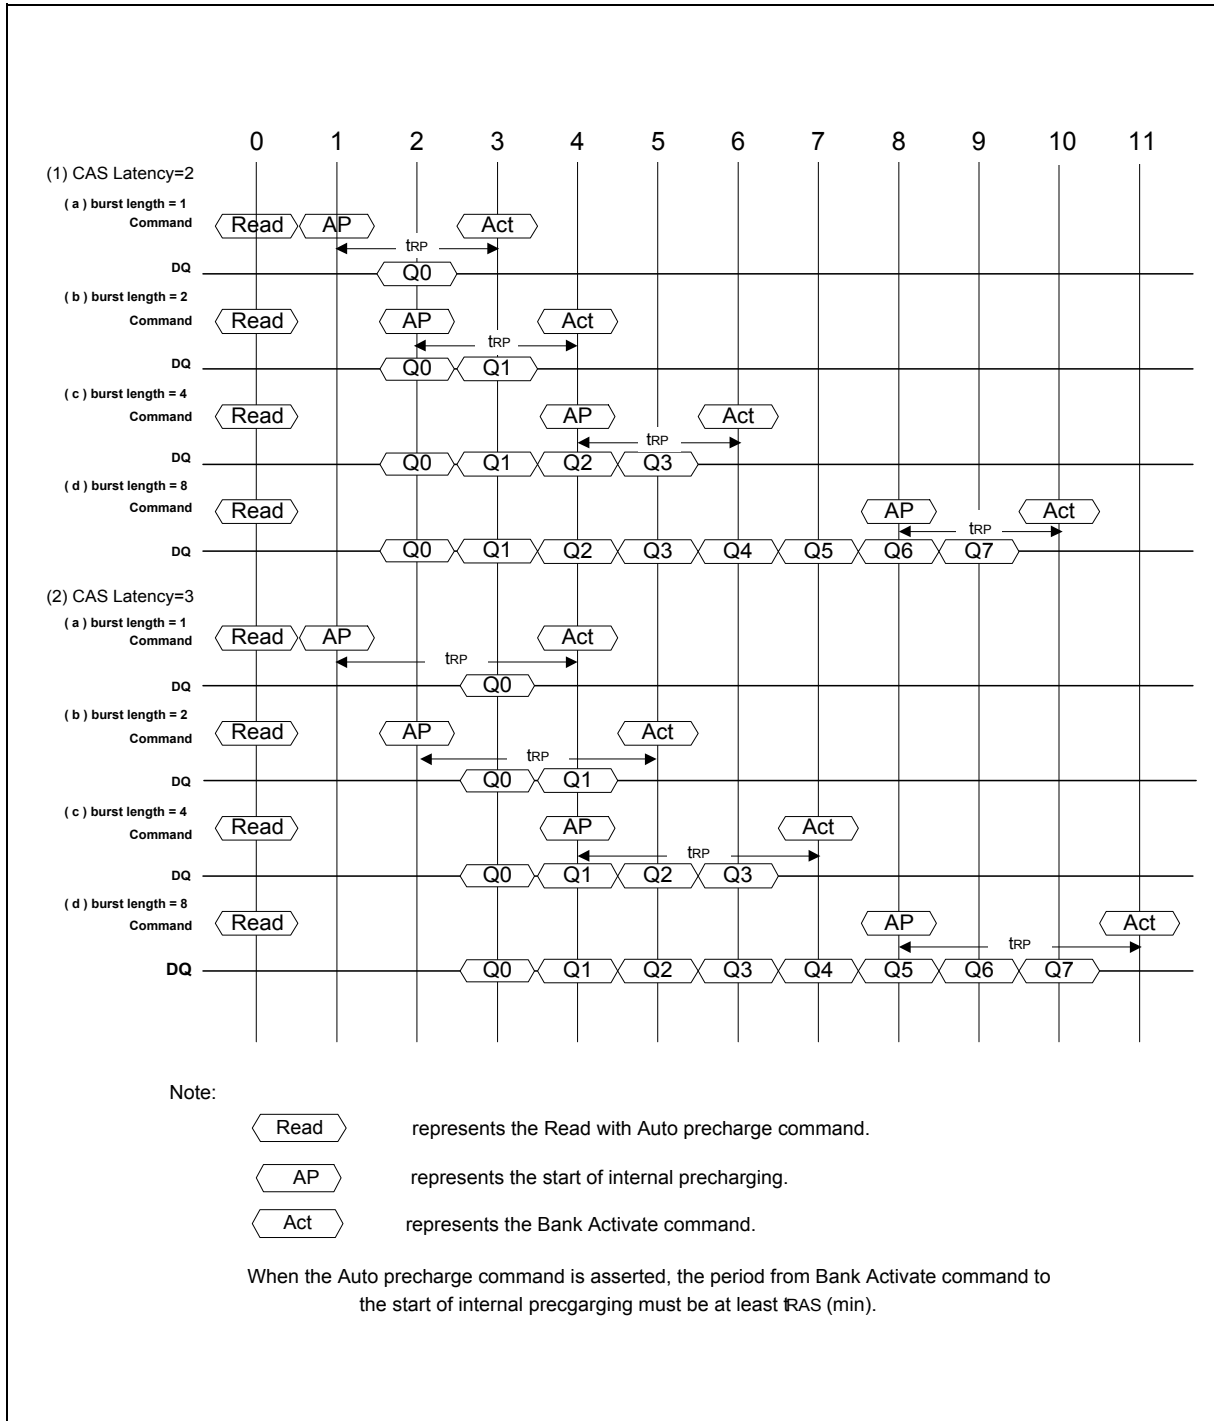 0 1 2 3 4 5 6 7 8 9 10 11
(1) CAS Latency=2
( a ) burst length = 1
Command Read AP Act
tRP
DQ Q0
( b ) burst length = 2
Command Read AP Act
tRP
DQ Q0 Q1
( c ) burst length = 4
Command Read AP Act
tRP
DQ Q0 Q1 Q2 Q3
( d ) burst length = 8
Command Read AP Act
tRP
DQ Q0 Q1 Q2 Q3 Q4 Q5 Q6 Q7
(2) CAS Latency=3
( a ) burst length = 1
Command Read AP Act
tRP
DQ Q0
( b ) burst length = 2
Command Read AP Act
tRP
DQ Q0 Q1
( c ) burst length = 4
Command Read AP Act
tRP
DQ Q0 Q1 Q2 Q3
( d ) burst length = 8
Command Read AP Act
tRP
DQ Q0 Q1 Q2 Q3 Q4 Q5 Q6 Q7
Note:
Read represents the Read with Auto precharge command.
AP represents the start of internal precharging.
Act represents the Bank Activate command.
When the Auto precharge command is asserted, the period from Bank Activate command to
the start of internal precgarging must be at least tRAS (min).